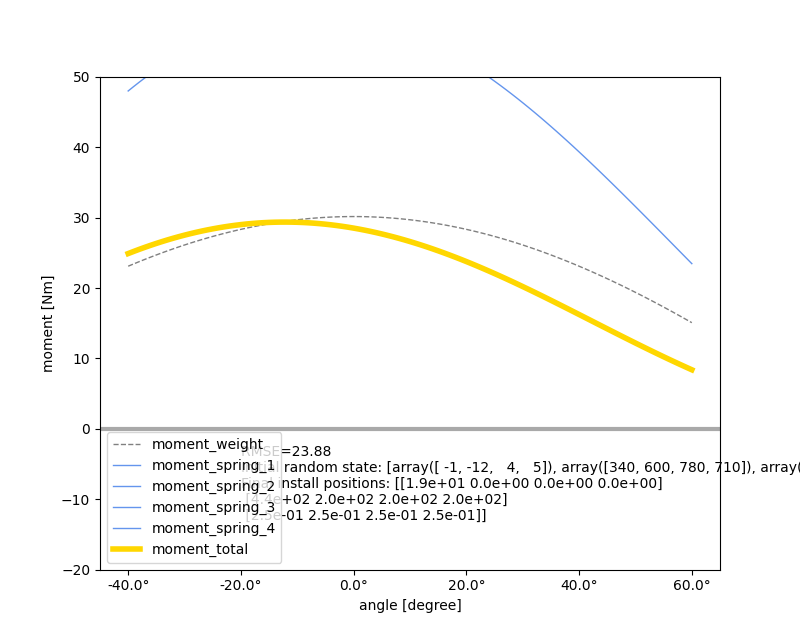 50
40
30
20
10
0
−10
−20
moment [Nm]
-40.0°
-20.0°
0.0°
20.0°
40.0°
60.0°
angle [degree]
moment_weight
moment_spring_1
moment_spring_2
moment_spring_3
moment_spring_4
moment_total
RMSE=23.88
random state: [array([ -1, -12,   4,   5]), array([340, 600, 780, 710]), array(
install positions: [[1.9e+01 0.0e+00 0.0e+00 0.0e+00]
e+02 2.0e+02 2.0e+02 2.0e+02]
e-01 2.5e-01 2.5e-01 2.5e-01]]